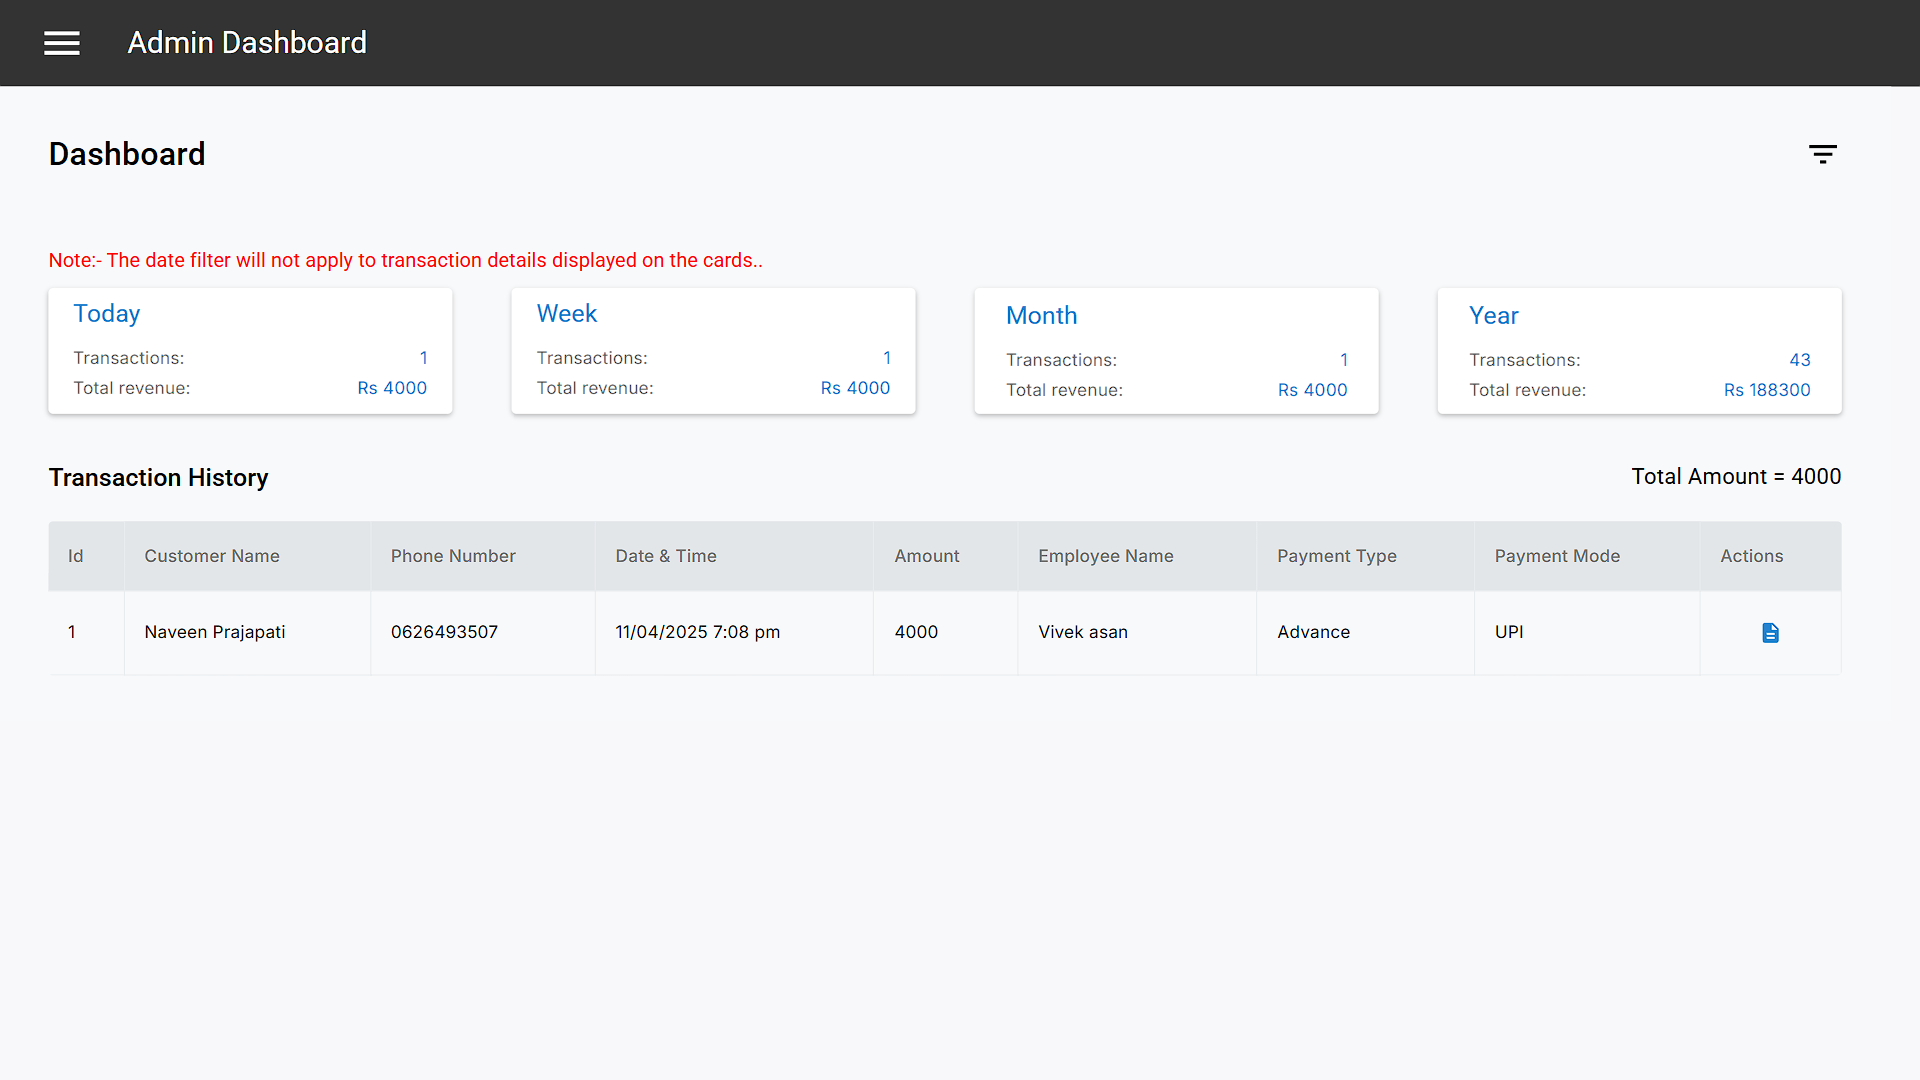 Admin Dashboard
Dashboard
Note:- The date filter will not apply to transaction details displayed on the cards..
Today
Transactions: 1
Total revenue: Rs 4000
Week
Transactions: 1
Total revenue: Rs 4000
Month
Transactions: 1
Total revenue: Rs 4000
Year
Transactions: 43
Total revenue: Rs 188300
Transaction History Total Amount = 4000
Id Customer Name Phone Number Date & Time Amount Employee Name Payment Type Payment Mode Actions
1 Naveen Prajapati 0626493507 11/04/2025 7:08 pm 4000 Vivek asan Advance UPI